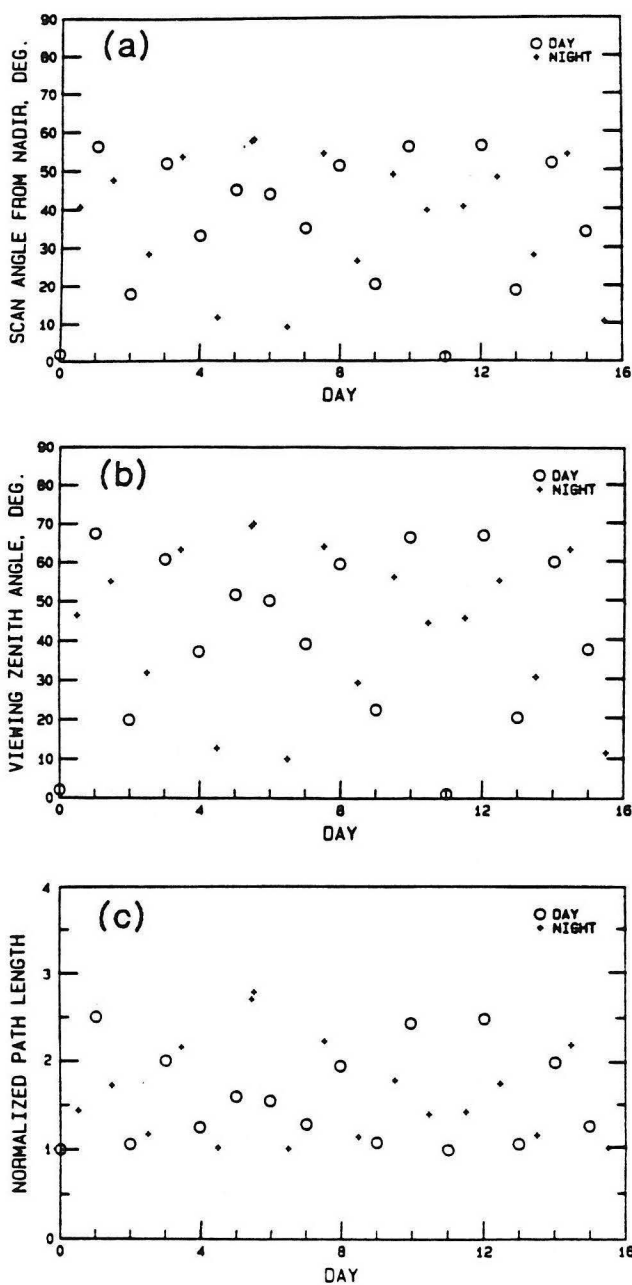 (a)
DAY
NIGHT
SCAN ANGLE FROM NADIR, DEG.
90
80
70
60
50
40
30
20
10
0
0 4 8 12 16
DAY
(b)
DAY
NIGHT
VIEWING ZENITH ANGLE, DEG.
90
80
70
60
50
40
30
20
10
0
0 4 8 12 16
DAY
(c)
DAY
NIGHT
NORMALIZED PATH LENGTH
4
3
2
1
0
0 4 8 12 16
DAY